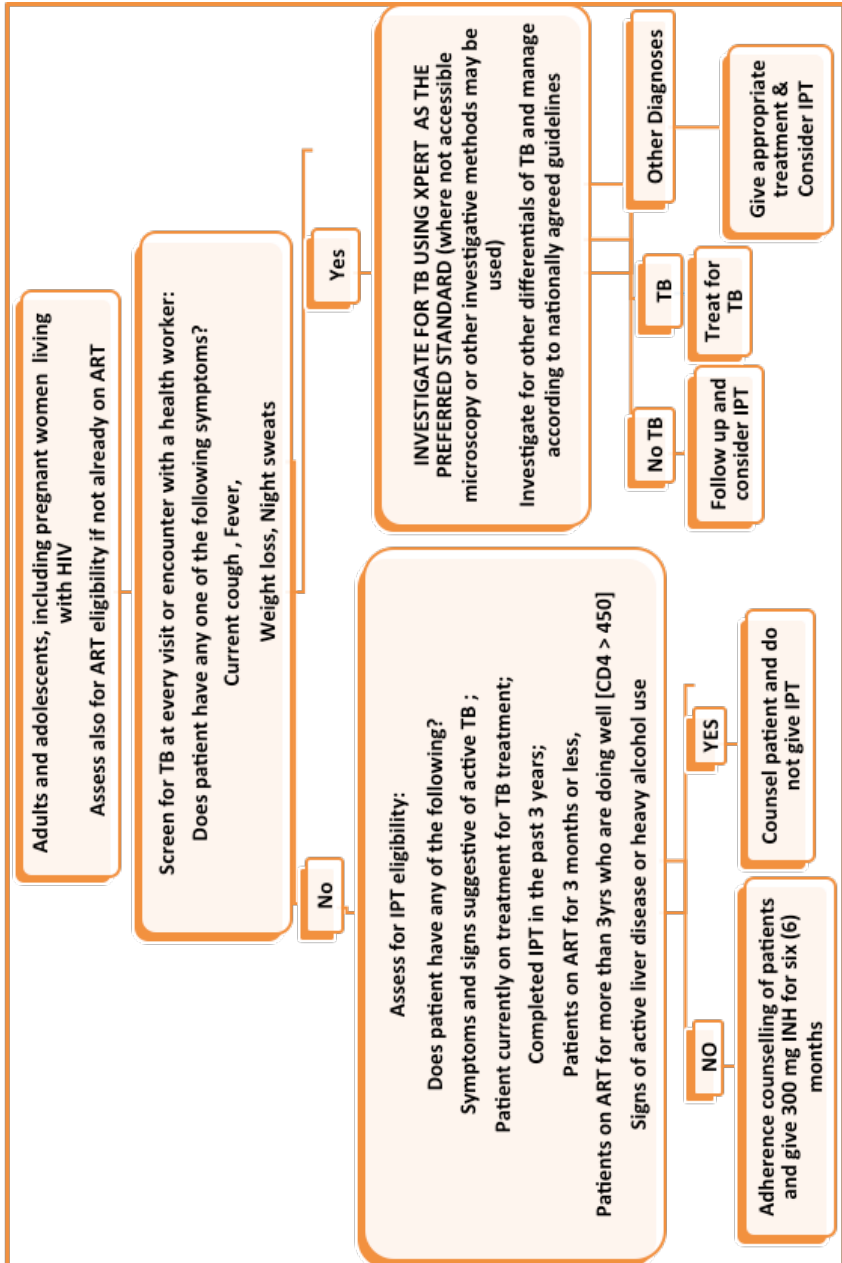 Adults and adolescents, including pregnant women living
with HIV
Assess also for ART eligibility if not already on ART
Screen for TB at every visit or encounter with a health worker:
Does patient have any one of the following symptoms?
Current cough , Fever,
Weight loss, Night sweats
No
Assess for IPT eligibility:
Does patient have any of the following?
Symptoms and signs suggestive of active TB ;
Patient currently on treatment for TB treatment;
Completed IPT in the past 3 years;
Patients on ART for 3 months or less,
Patients on ART for more than 3yrs who are doing well [CD4 > 450]
Signs of active liver disease or heavy alcohol use
NO
Adherence counselling of patients
and give 300 mg INH for six (6)
months
YES
Counsel patient and do
not give IPT
Yes
INVESTIGATE FOR TB USING XPERT AS THE
PREFERRED STANDARD (where not accessible
microscopy or other investigative methods may be
used)
Investigate for other differentials of TB and manage
according to nationally agreed guidelines
No TB
Follow up and
consider IPT
TB
Treat for
TB
Other Diagnoses
Give appropriate
treatment &
Consider IPT